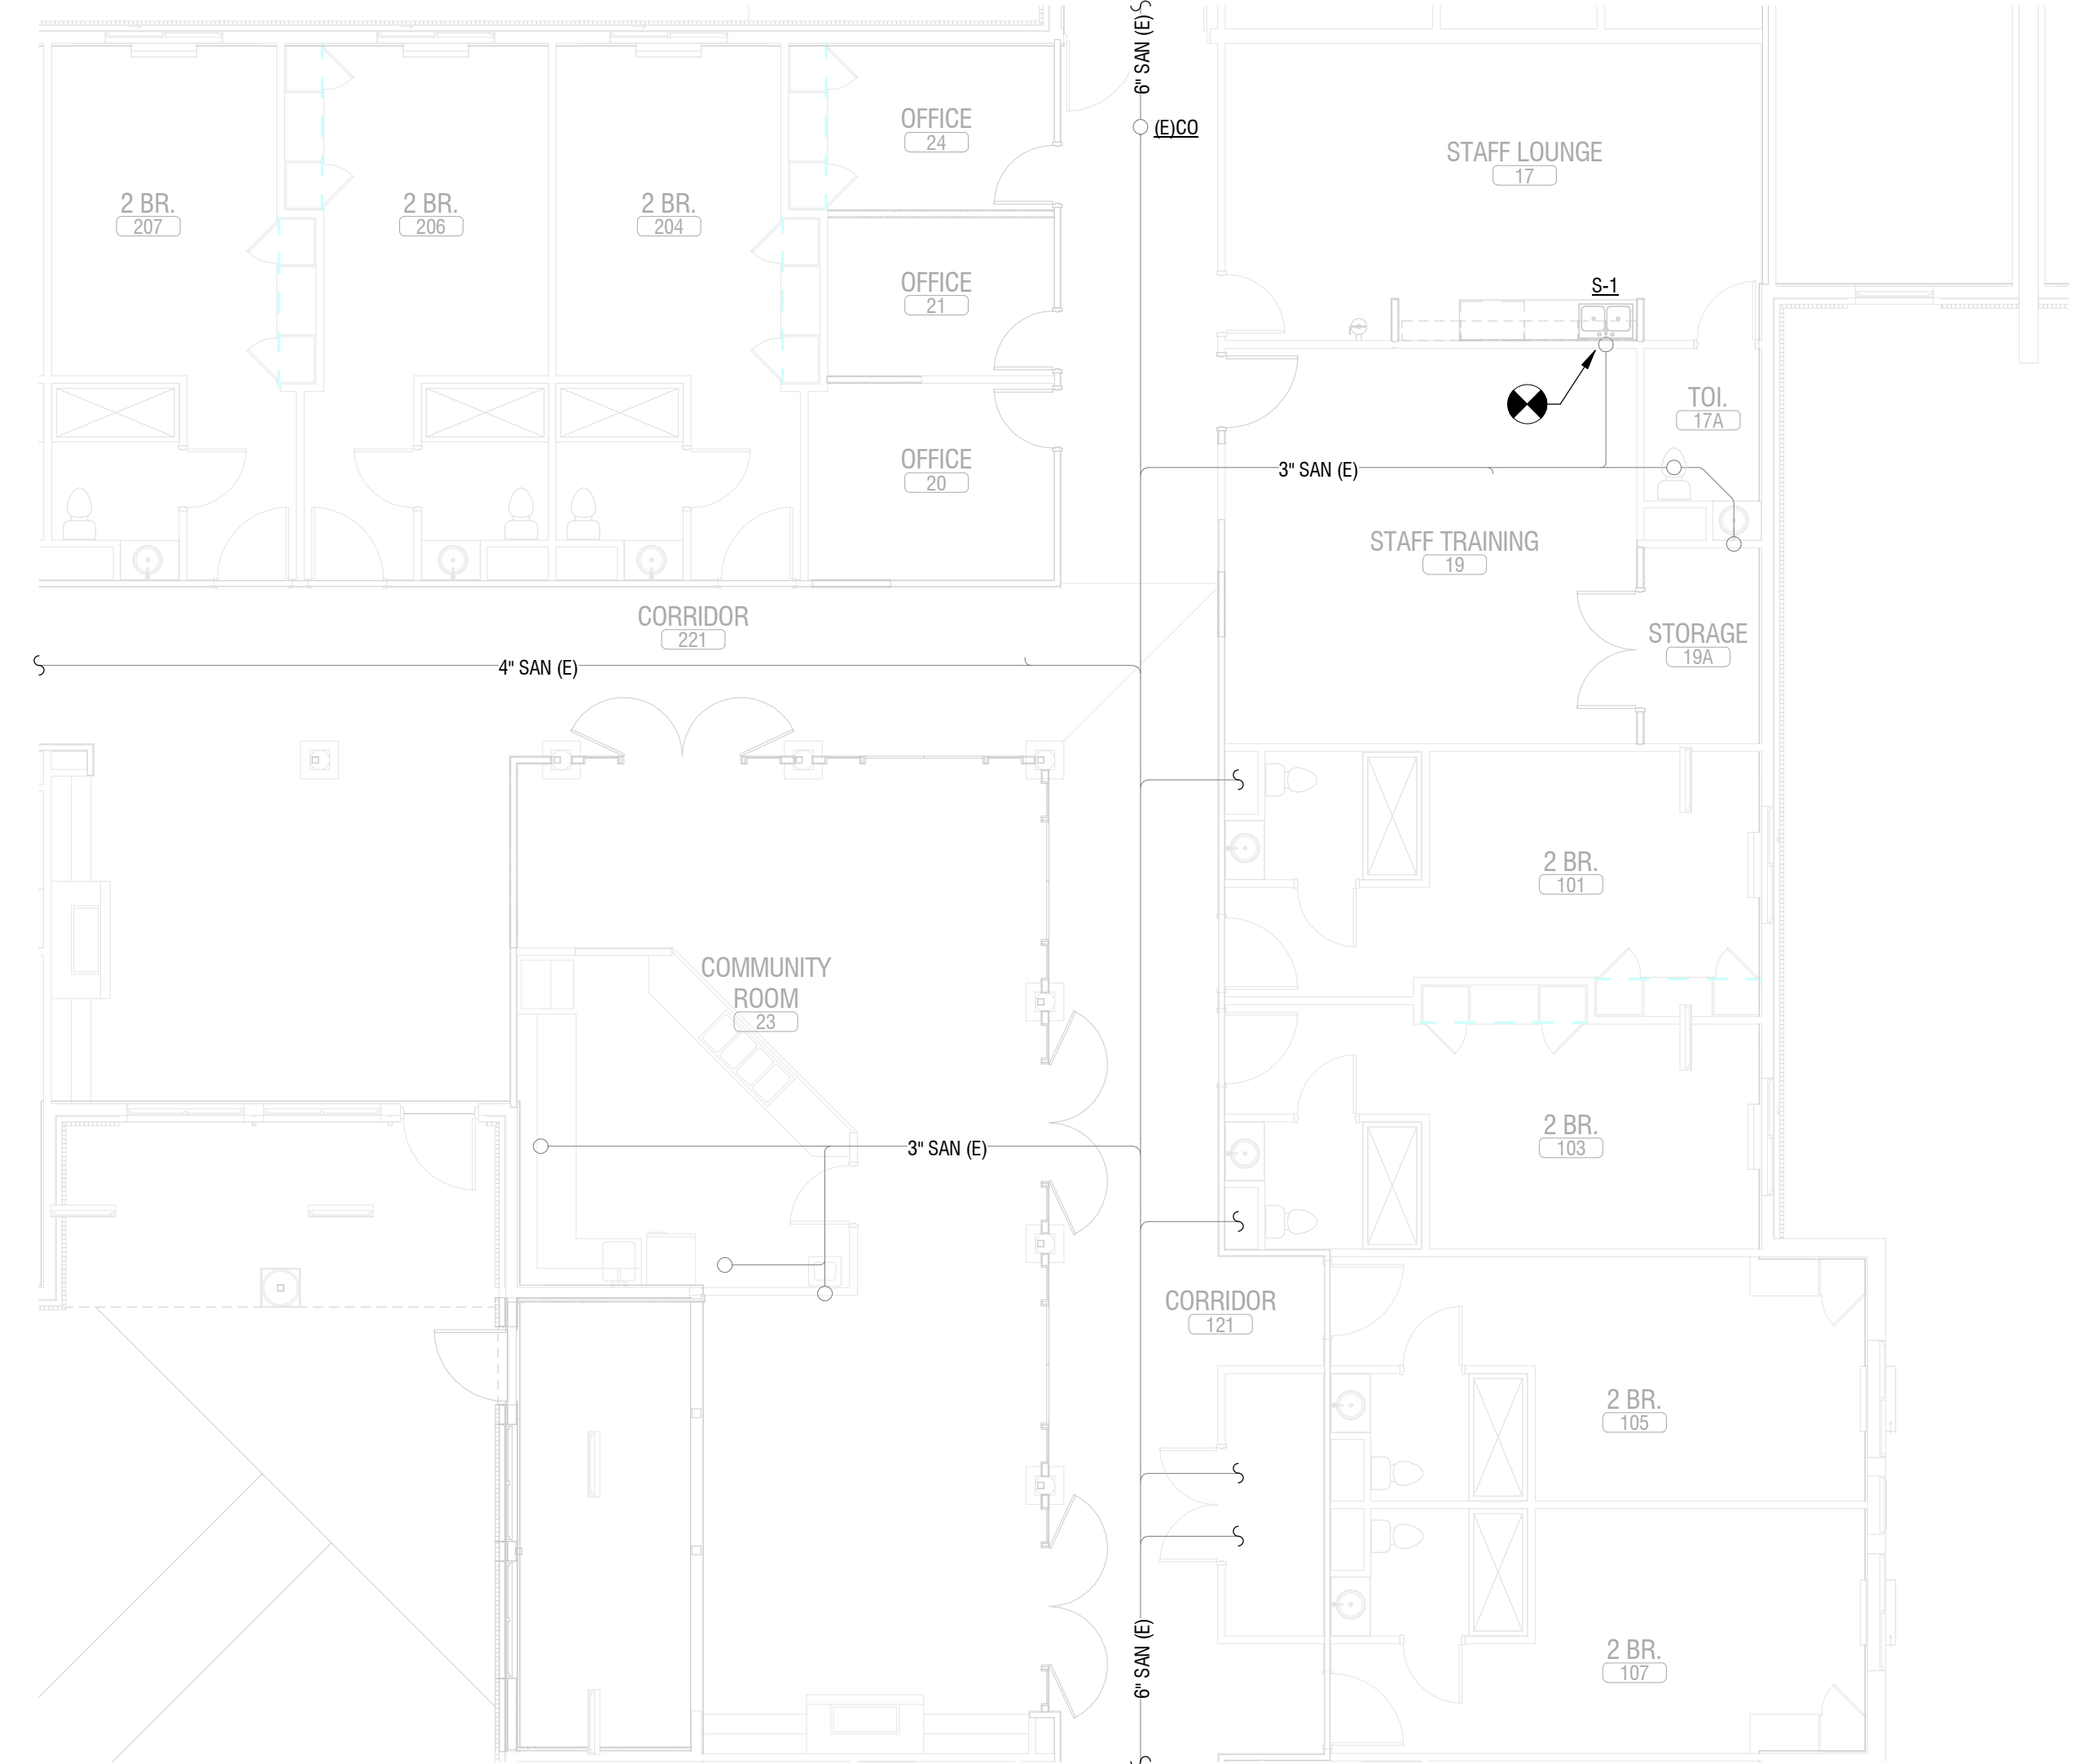 6" SAN (E)
(E)CO
OFFICE
24
STAFF LOUNGE
17
2 BR.
207
2 BR.
206
2 BR.
204
OFFICE
21
S-1
TOI.
17A
OFFICE
20
3" SAN (E)
STAFF TRAINING
19
CORRIDOR
221
STORAGE
19A
4" SAN (E)
2 BR.
101
COMMUNITY
ROOM
23
2 BR.
103
3" SAN (E)
CORRIDOR
121
2 BR.
105
6" SAN (E)
2 BR.
107